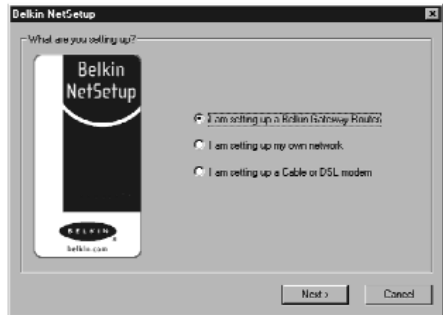 Belkin NetSetup
What are you setting up?
Belkin
NetSetup
I am setting up a Belkin Gateway Router
I am setting up my own network
I am setting up a Cable or DSL modem
BELKIN
belkin.com
Next >
Cancel